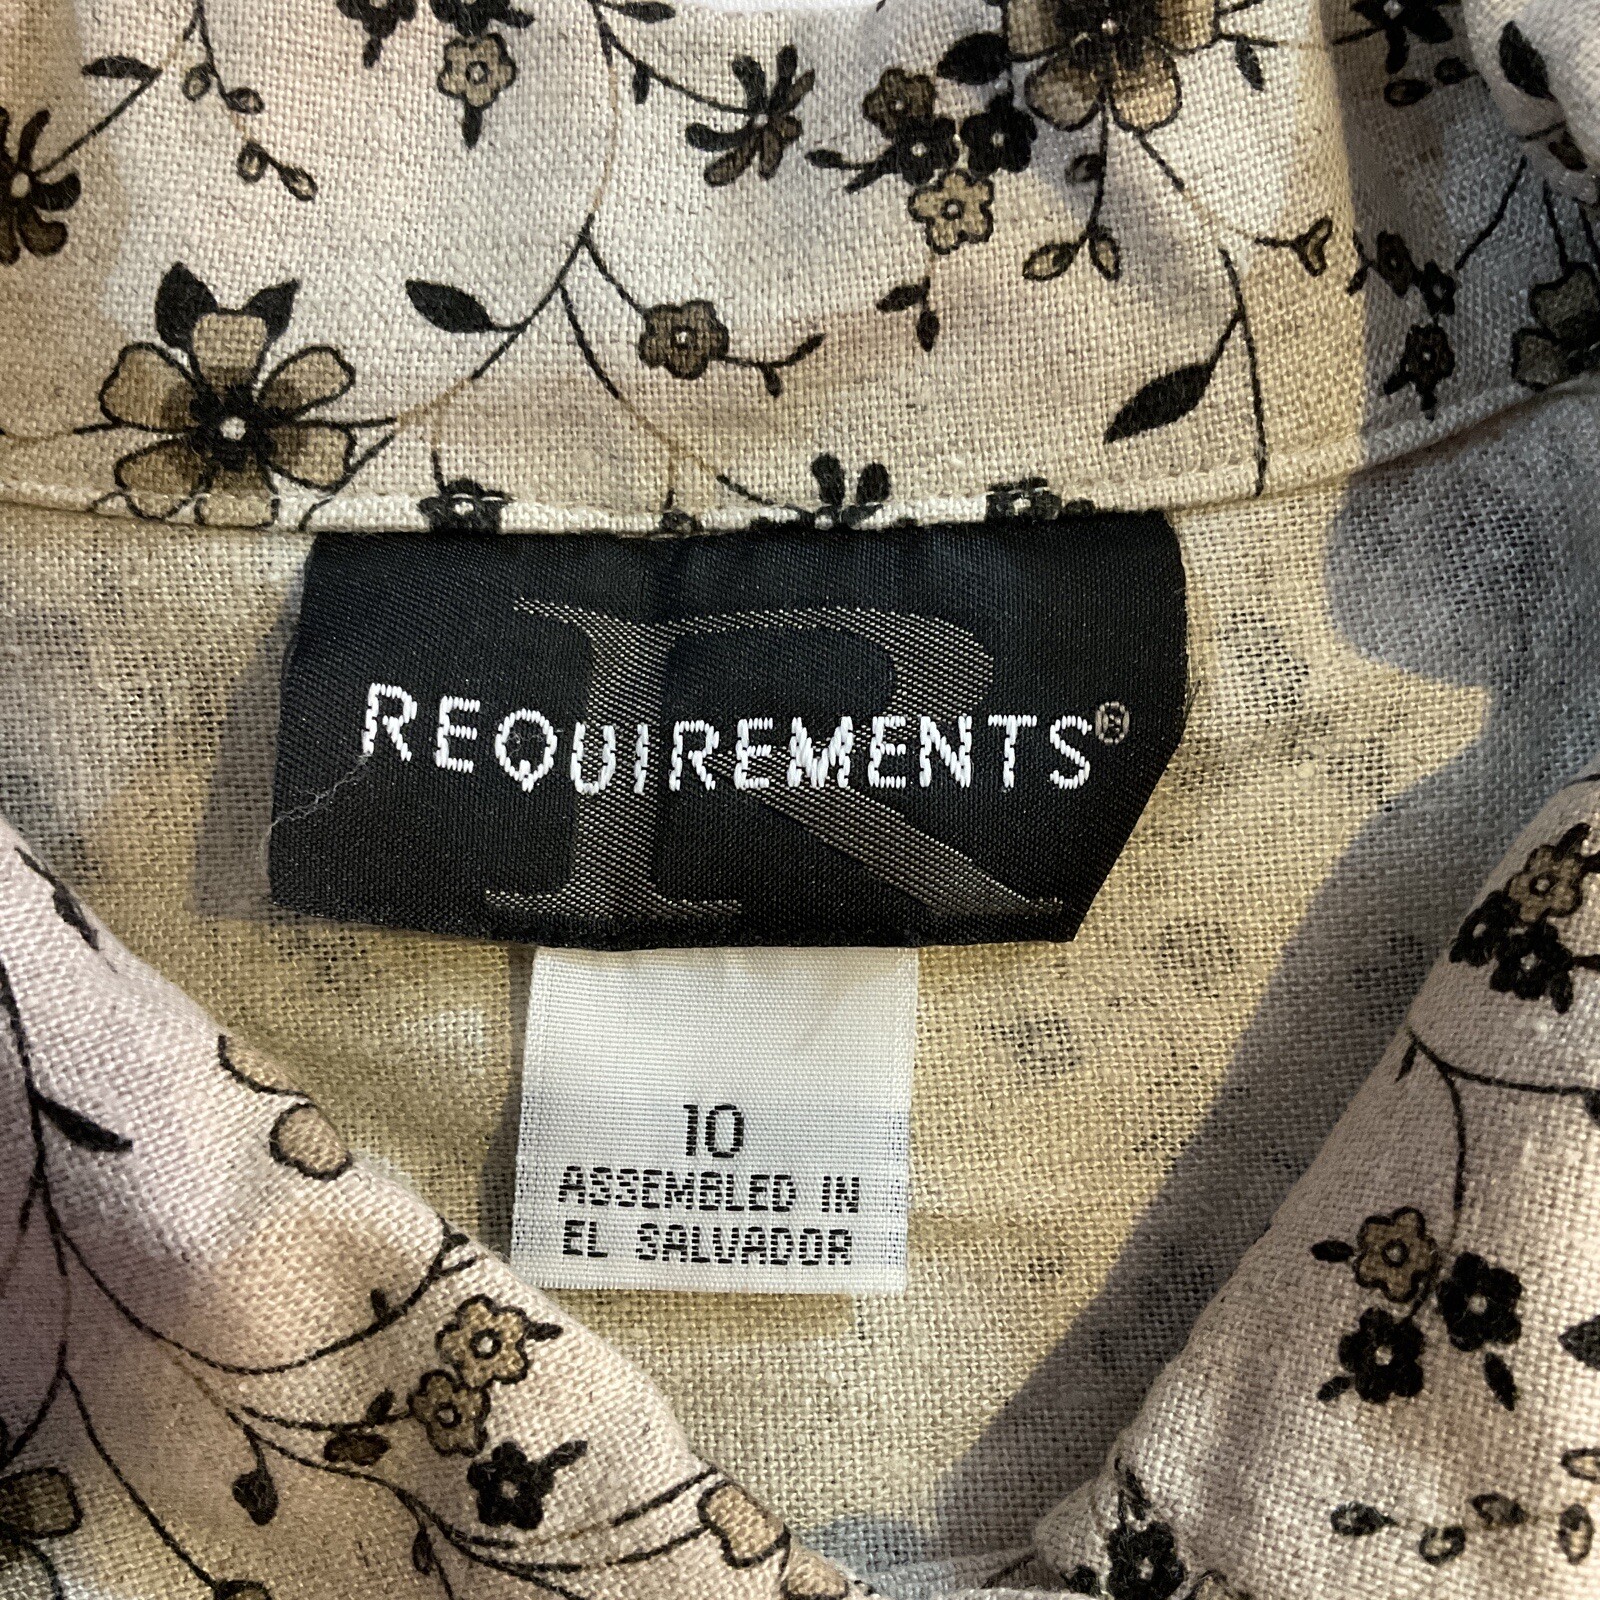 R
REQUIREMENTS®
10
ASSEMBLED IN
EL SALVADOR